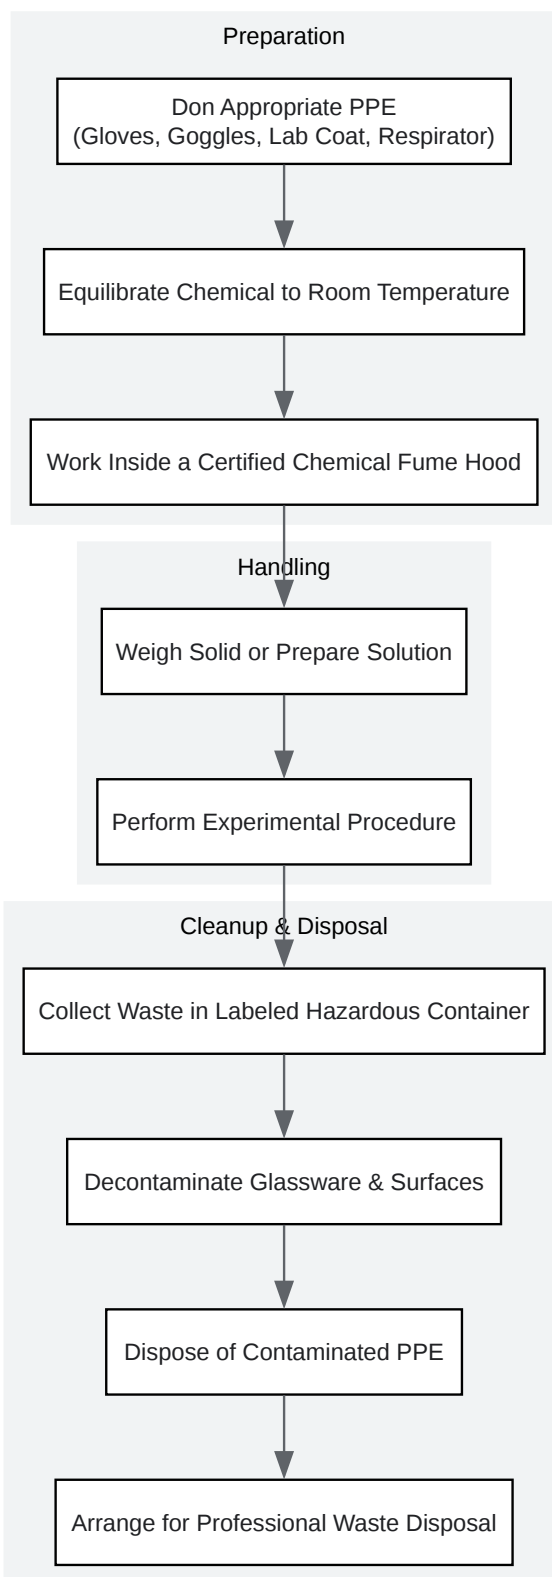 Preparation
Don Appropriate PPE
(Gloves, Goggles, Lab Coat, Respirator)
Equilibrate Chemical to Room Temperature
Work Inside a Certified Chemical Fume Hood
Handling
Weigh Solid or Prepare Solution
Perform Experimental Procedure
Cleanup & Disposal
Collect Waste in Labeled Hazardous Container
Decontaminate Glassware & Surfaces
Dispose of Contaminated PPE
Arrange for Professional Waste Disposal